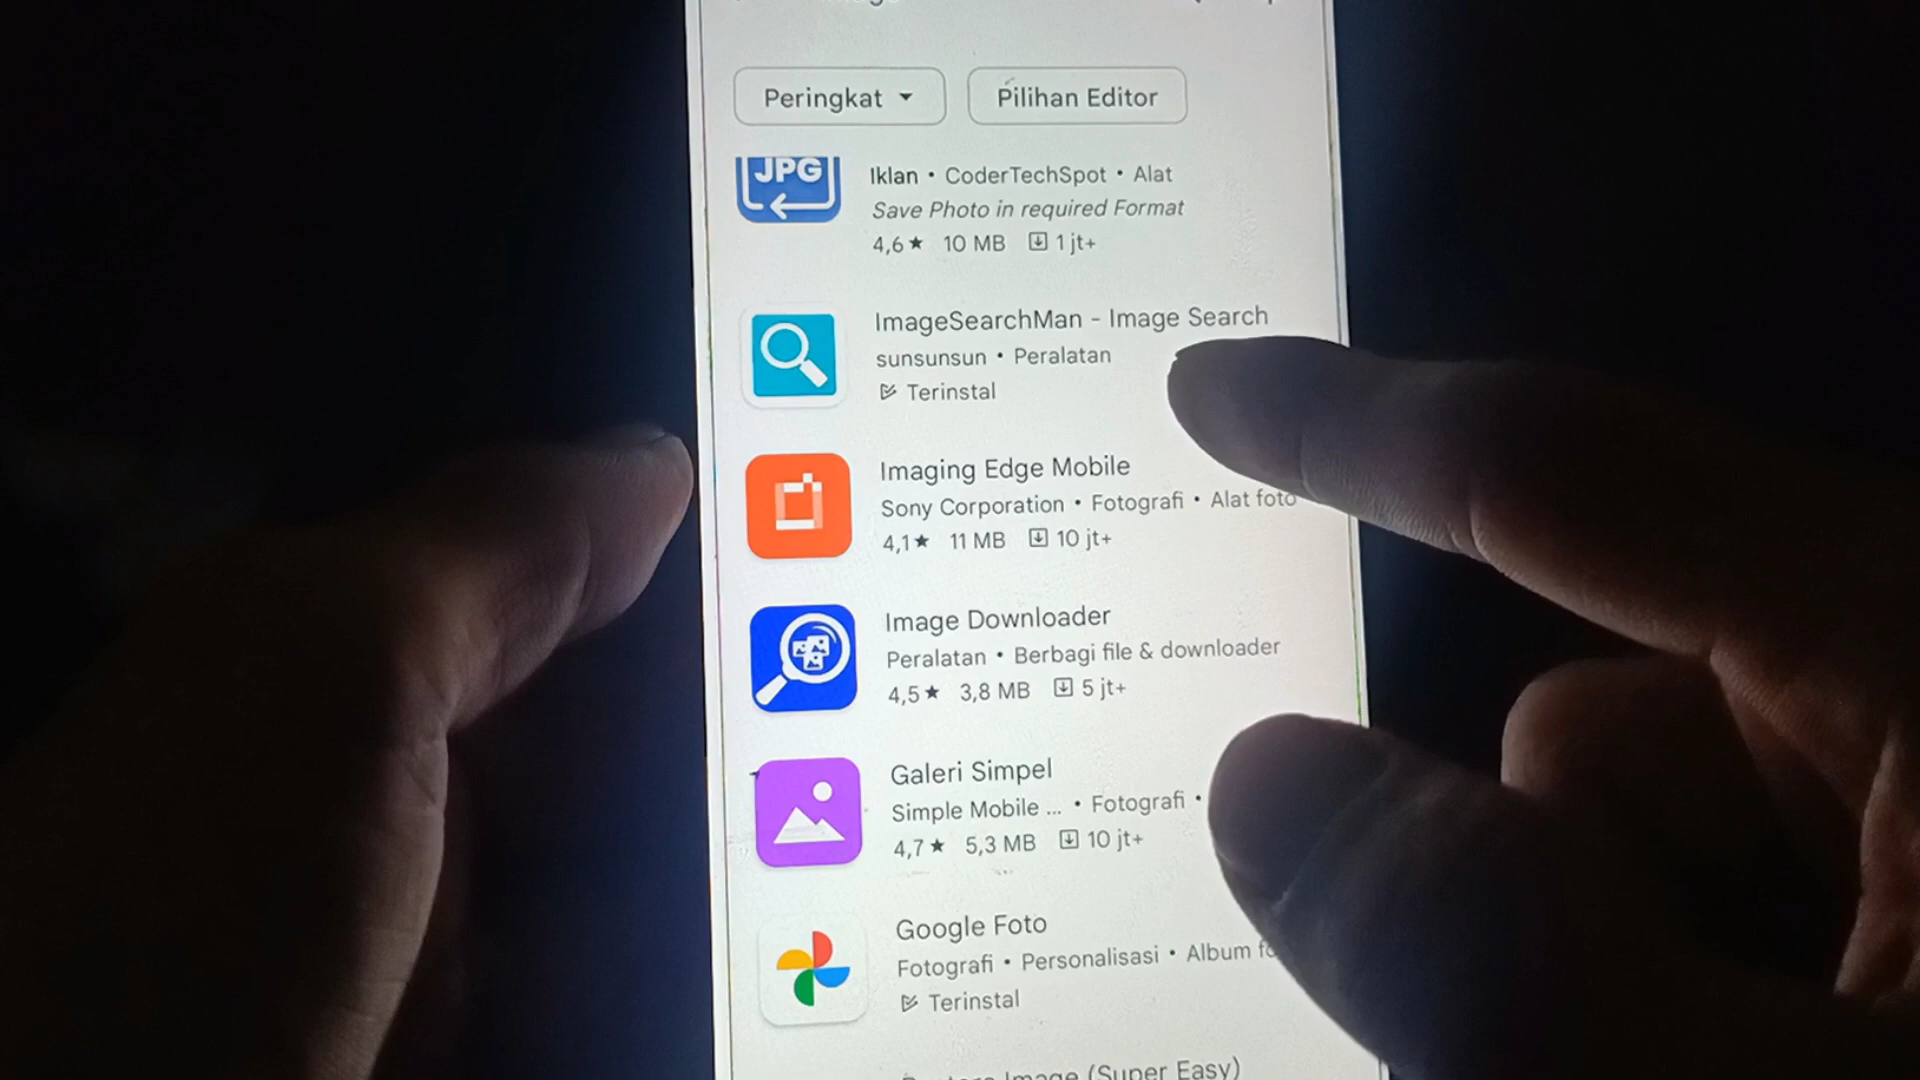 Peringkat
Pilihan Editor
JPG
Iklan • CoderTechSpot • Alat
Save Photo in required Format
4,6★ 10 MB 1 jt+
ImageSearchMan - Image Search
sunsunsun • Peralatan
Terinstal
Imaging Edge Mobile
Sony Corporation • Fotografi • Alat foto
4,1★ 11 MB 10 jt+
Image Downloader
Peralatan • Berbagi file & downloader
4,5★ 3,8 MB 5 jt+
Galeri Simpel
Simple Mobile ... • Fotografi •
4,7★ 5,3 MB 10 jt+
Google Foto
Fotografi • Personalisasi • Album
Terinstal
Image (Super Easy)